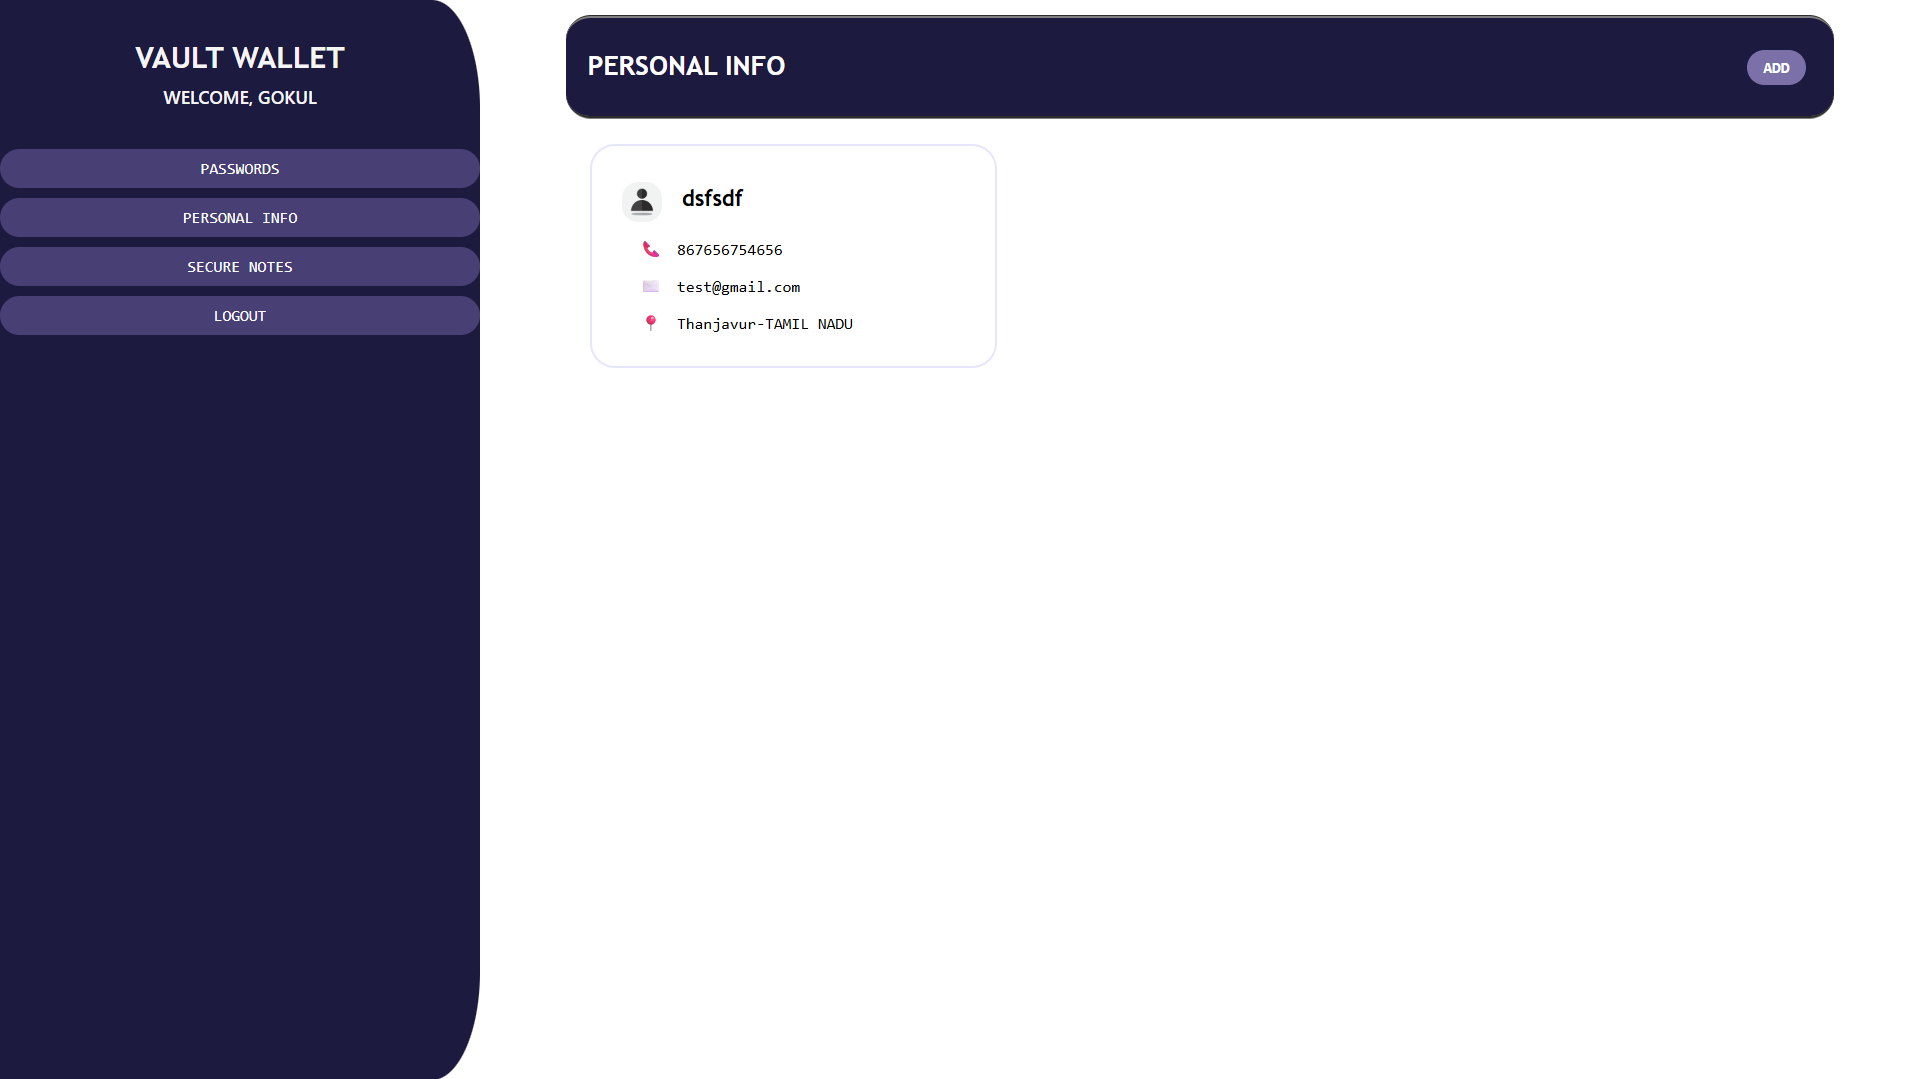 VAULT WALLET
WELCOME, GOKUL
PASSWORDS
PERSONAL INFO
SECURE NOTES
LOGOUT
PERSONAL INFO
ADD
dsfsdf
867656754656
test@gmail.com
Thanjavur-TAMIL NADU